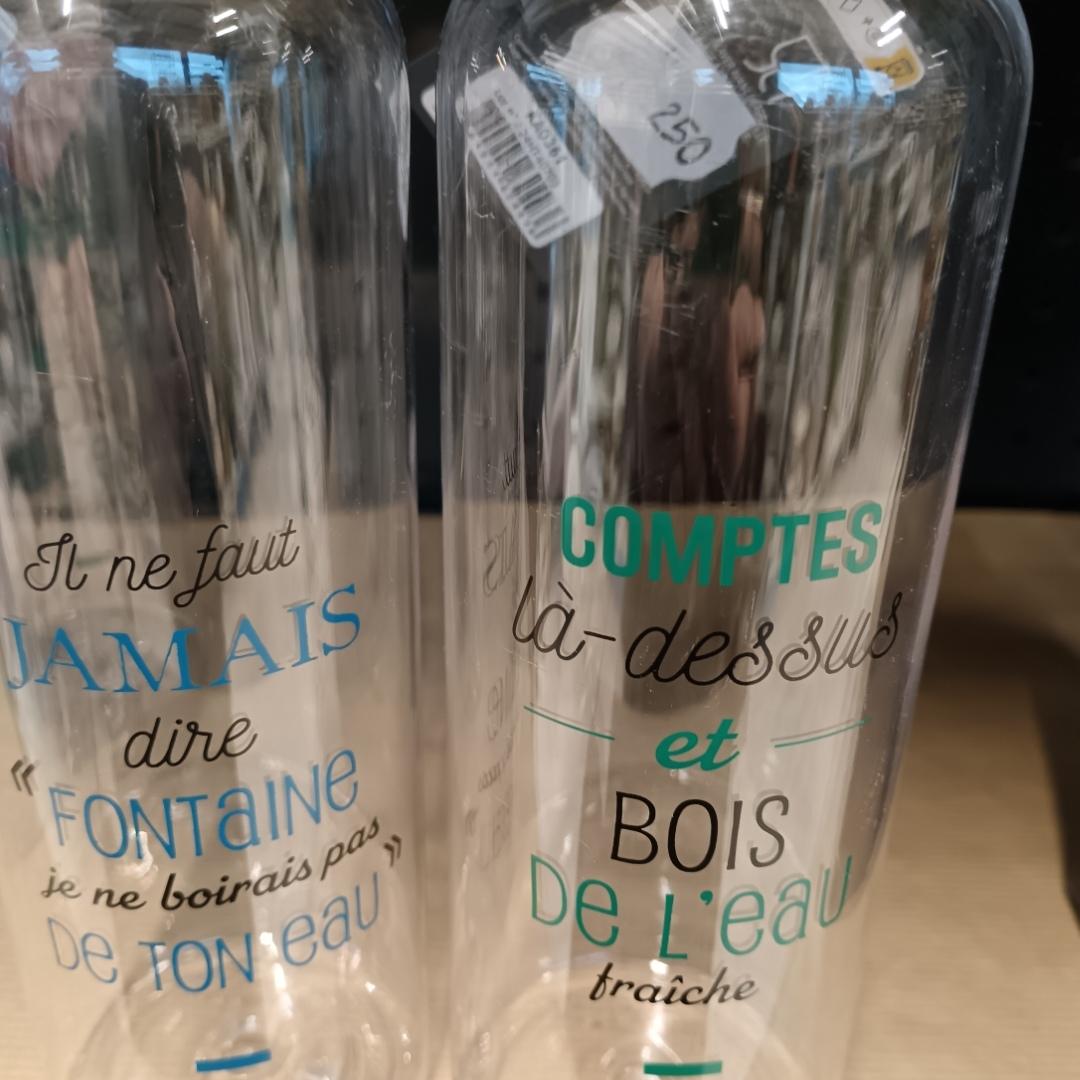 Il ne faut
JAMAIS
dire
« FONTaINe
je ne boirais pas »
De TON eau
250
COMPTES
là-dessus
et
BOIS
De L'eau
fraîche